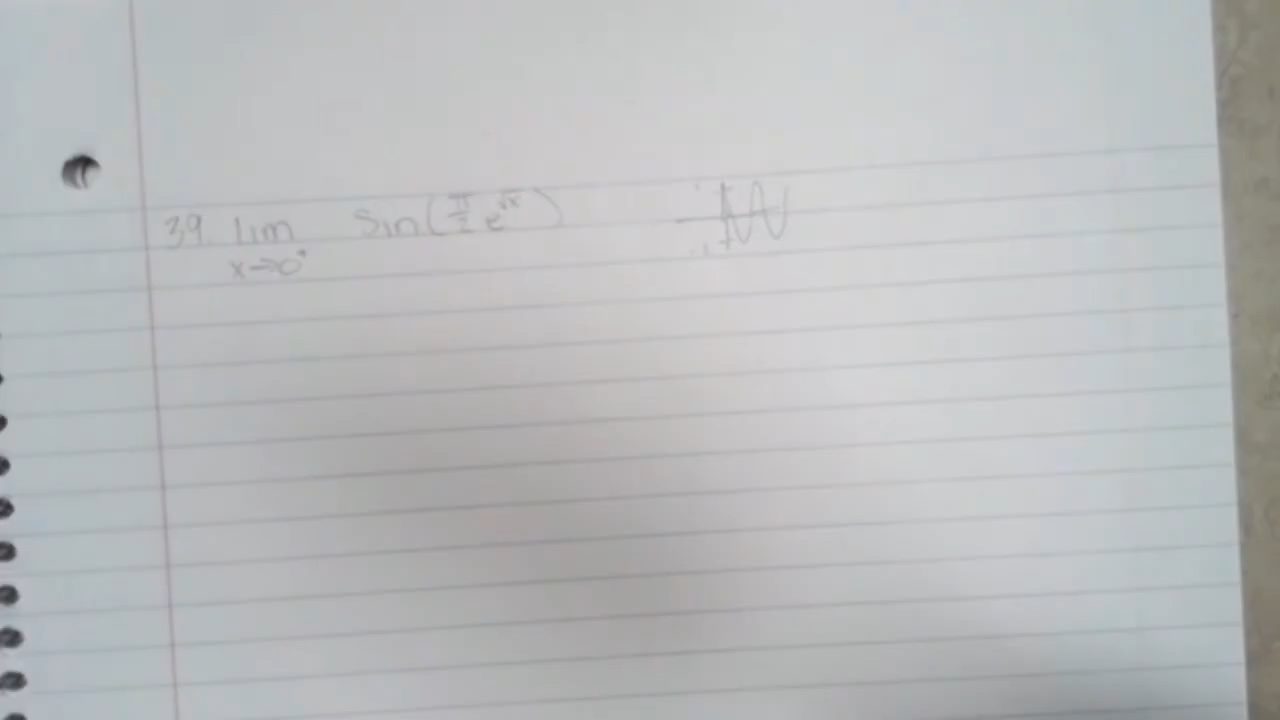 39. lim sin(π/2 e^√x)
x→0⁺